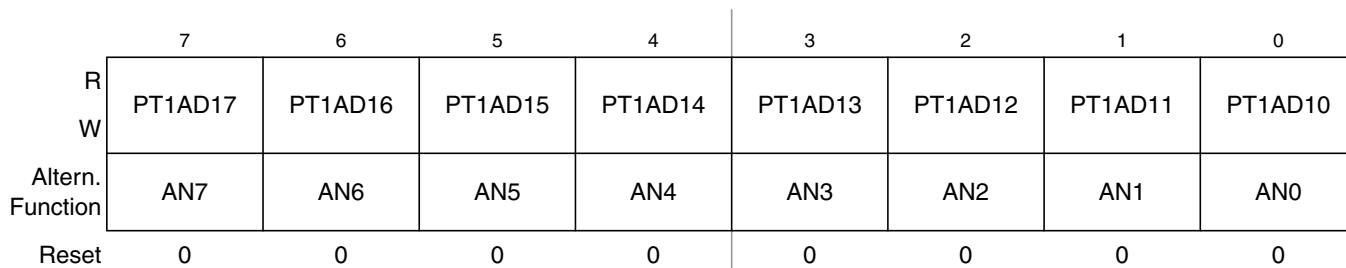 7 6 5 4 3 2 1 0
R
W
PT1AD17 PT1AD16 PT1AD15 PT1AD14 PT1AD13 PT1AD12 PT1AD11 PT1AD10
Altern.
Function
AN7 AN6 AN5 AN4 AN3 AN2 AN1 AN0
Reset 0 0 0 0 0 0 0 0